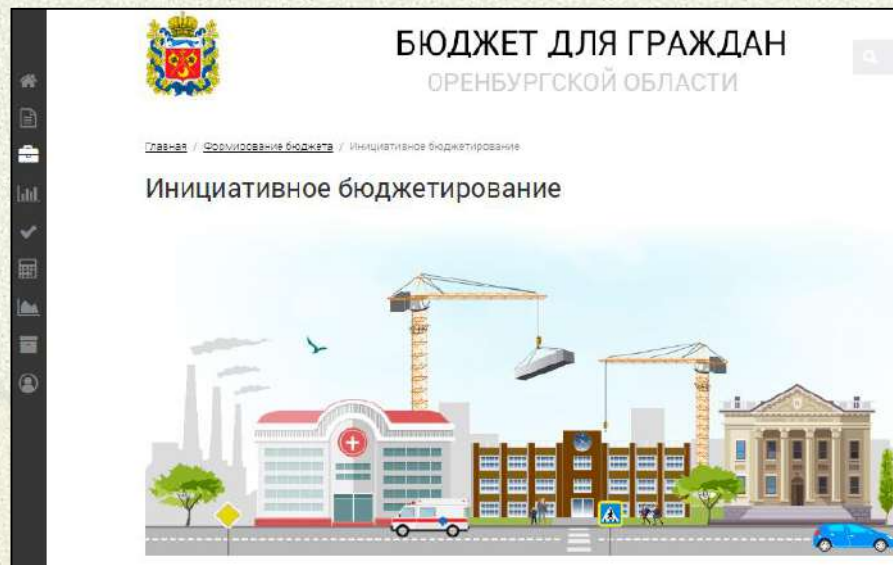 БЮДЖЕТ ДЛЯ ГРАЖДАН
ОРЕНБУРГСКОЙ ОБЛАСТИ
Главная / Формирование бюджета / Инициативное бюджетирование
Инициативное бюджетирование